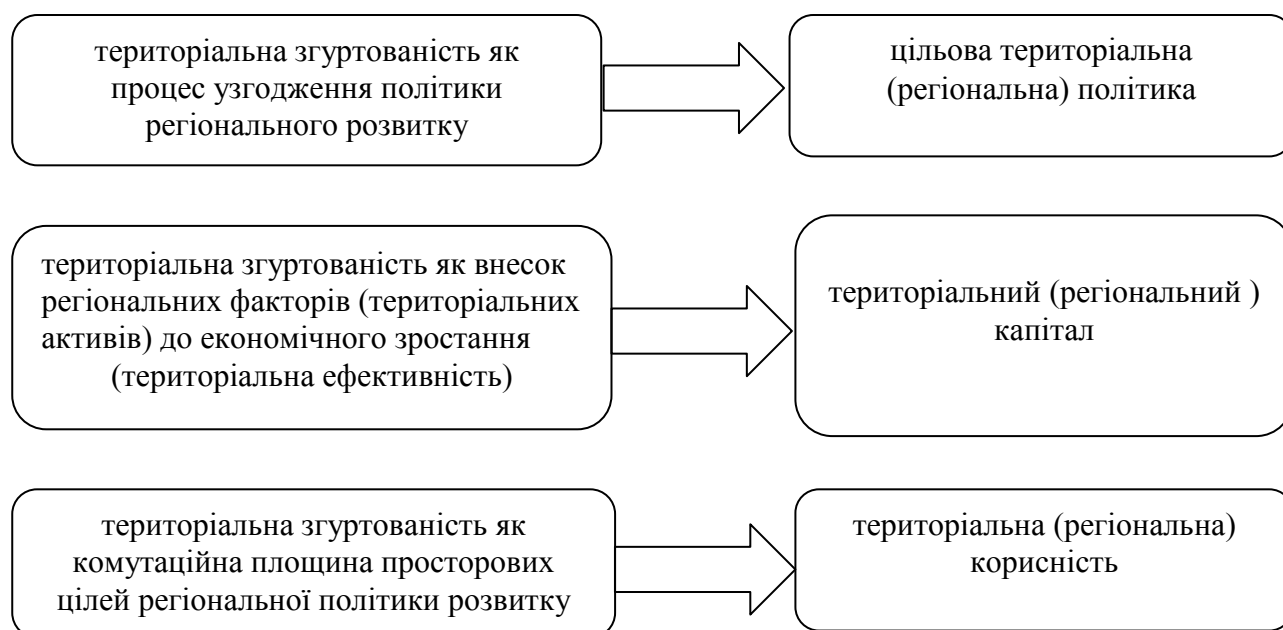 територіальна згуртованість як
процес узгодження політики
регіонального розвитку
цільова територіальна
(регіональна) політика
територіальна згуртованість як внесок
регіональних факторів (територіальних
активів) до економічного зростання
(територіальна ефективність)
територіальний (регіональний )
капітал
територіальна згуртованість як
комутаційна площина просторових
цілей регіональної політики розвитку
територіальна (регіональна)
корисність